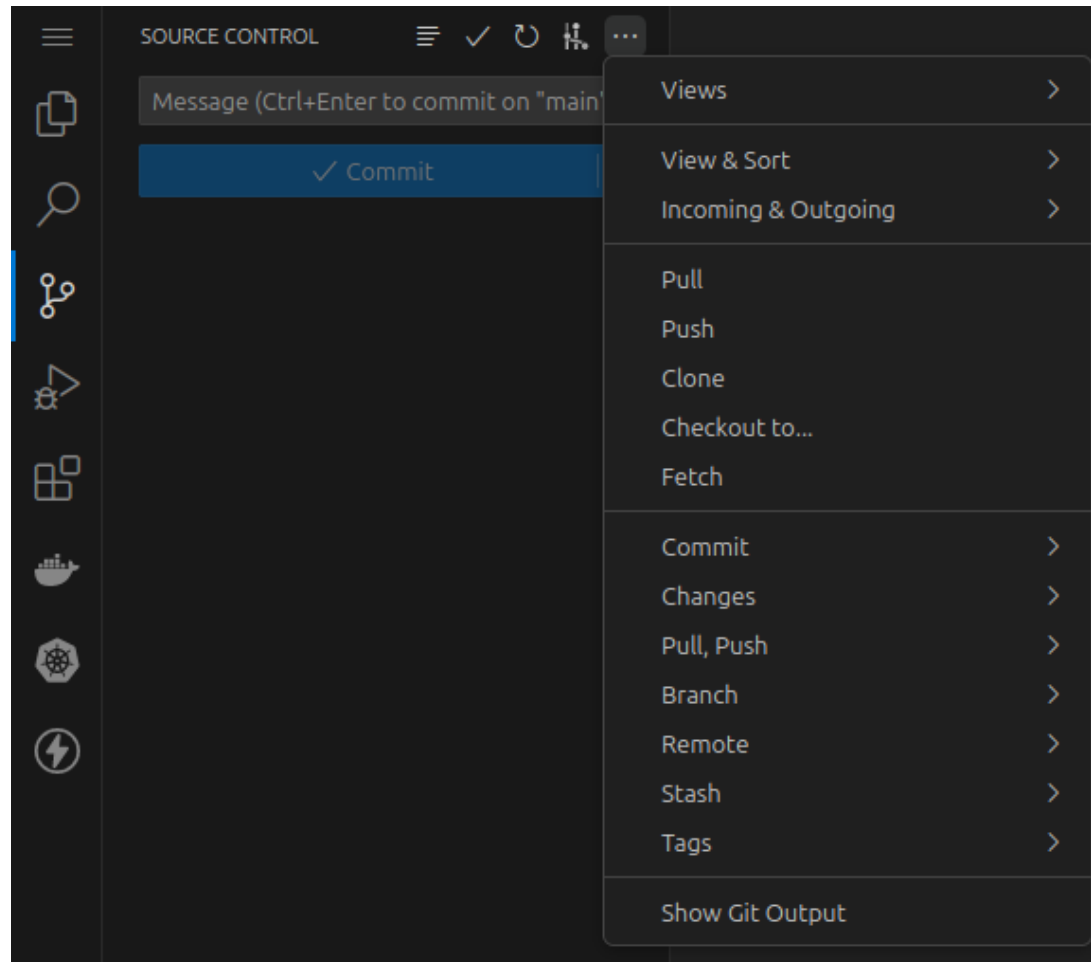 SOURCE CONTROL
Message (Ctrl+Enter to commit on "main"
Commit
Views
View & Sort
Incoming & Outgoing
Pull
Push
Clone
Checkout to...
Fetch
Commit
Changes
Pull, Push
Branch
Remote
Stash
Tags
Show Git Output